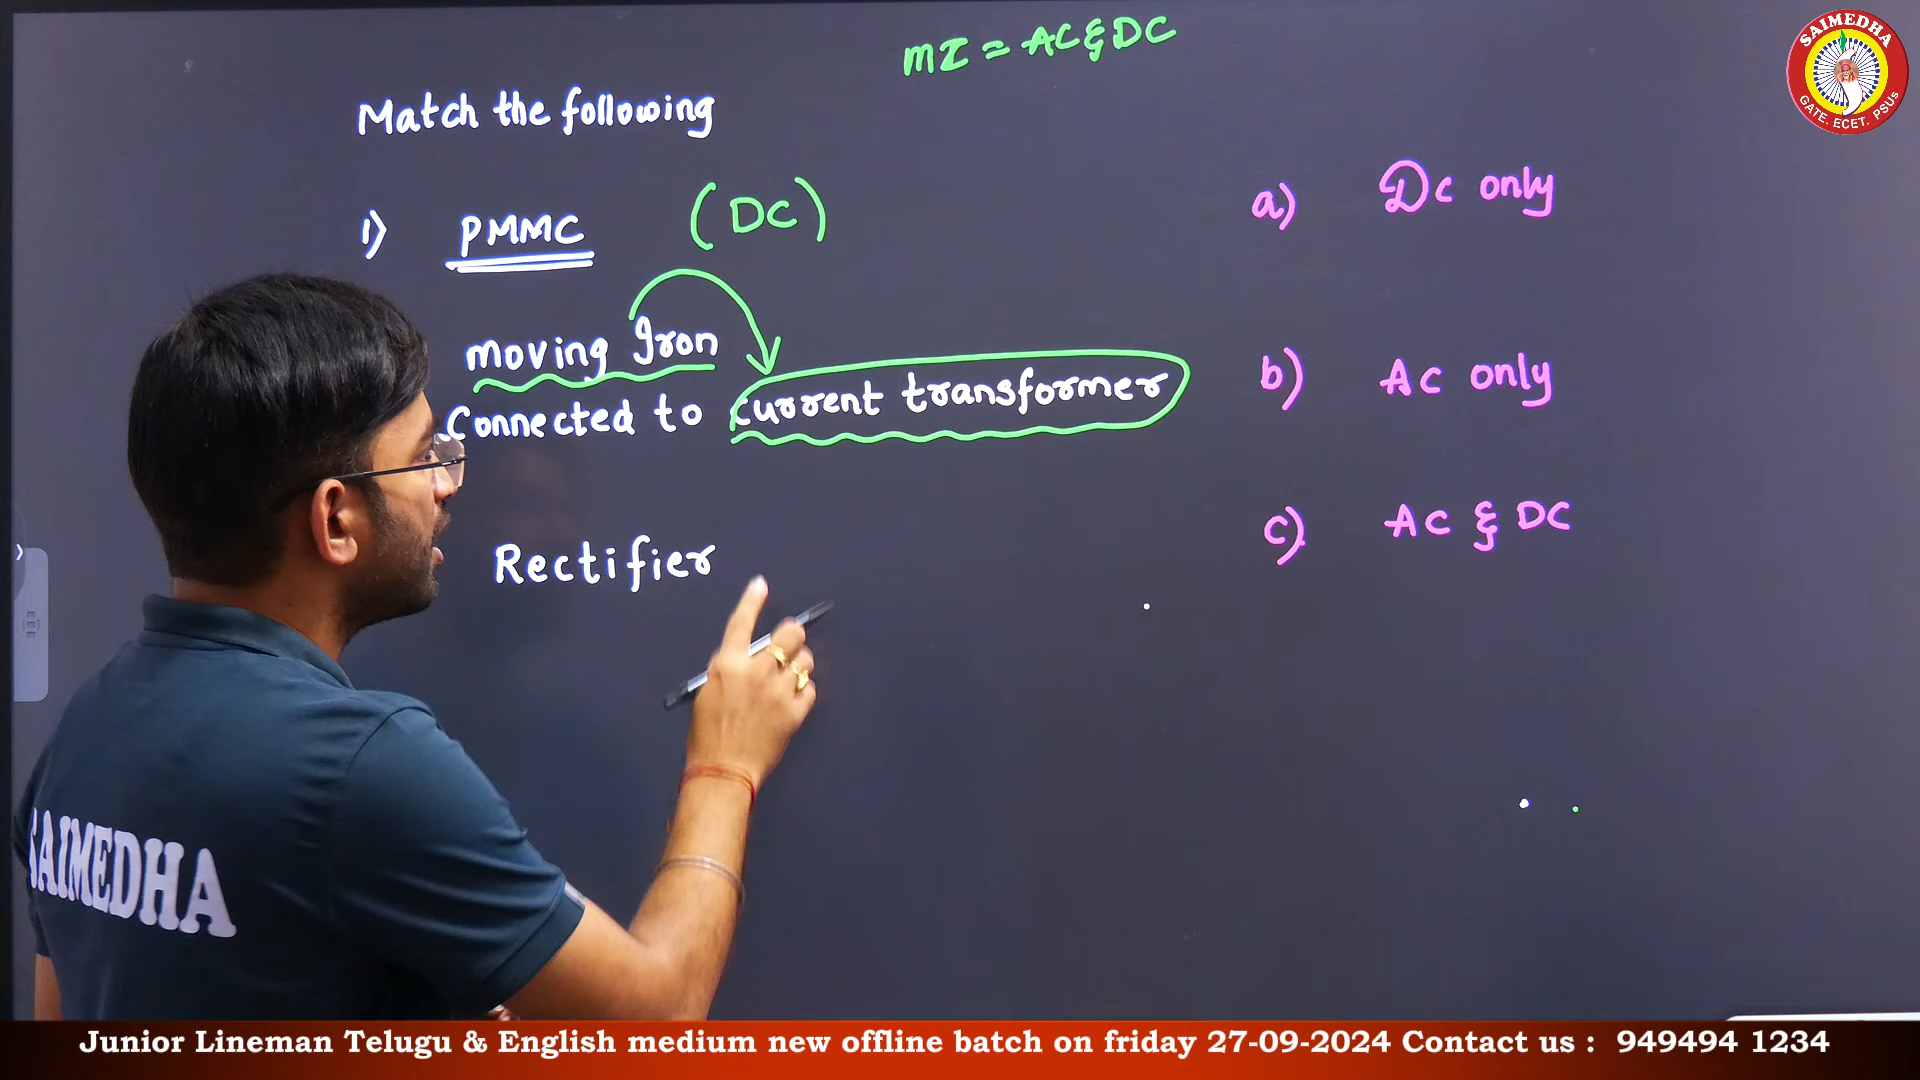 MI = AC & DC
SAIMEDHA
GATE. ECET. PSUs
Match the following
1) PMMC (DC)
a) DC only
moving Iron
Connected to current transformer
b) AC only
Rectifier
c) AC & DC
SAIMEDHA
Junior Lineman Telugu & English medium new offline batch on friday 27-09-2024 Contact us : 949494 1234